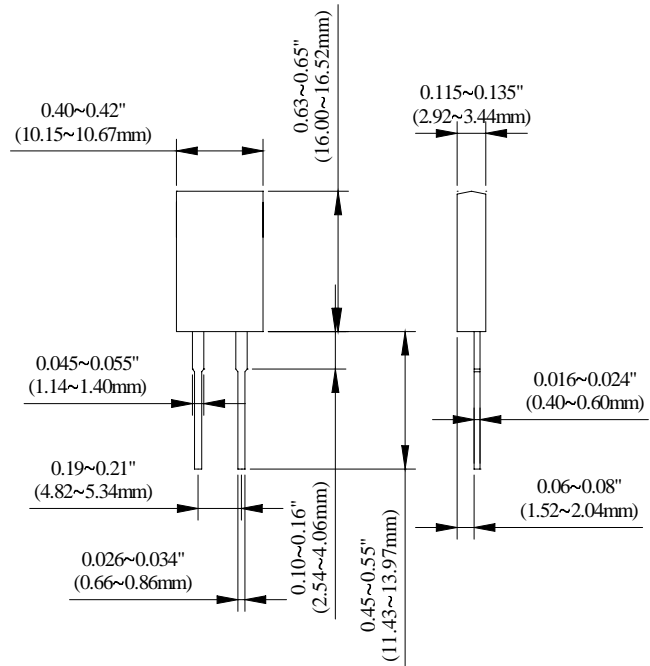 0.40~0.42"
(10.15~10.67mm)
0.63~0.65"
(16.00~16.52mm)
0.115~0.135"
(2.92~3.44mm)
0.045~0.055"
(1.14~1.40mm)
0.016~0.024"
(0.40~0.60mm)
0.19~0.21"
(4.82~5.34mm)
0.10~0.16"
(2.54~4.06mm)
0.45~0.55"
(11.43~13.97mm)
0.06~0.08"
(1.52~2.04mm)
0.026~0.034"
(0.66~0.86mm)